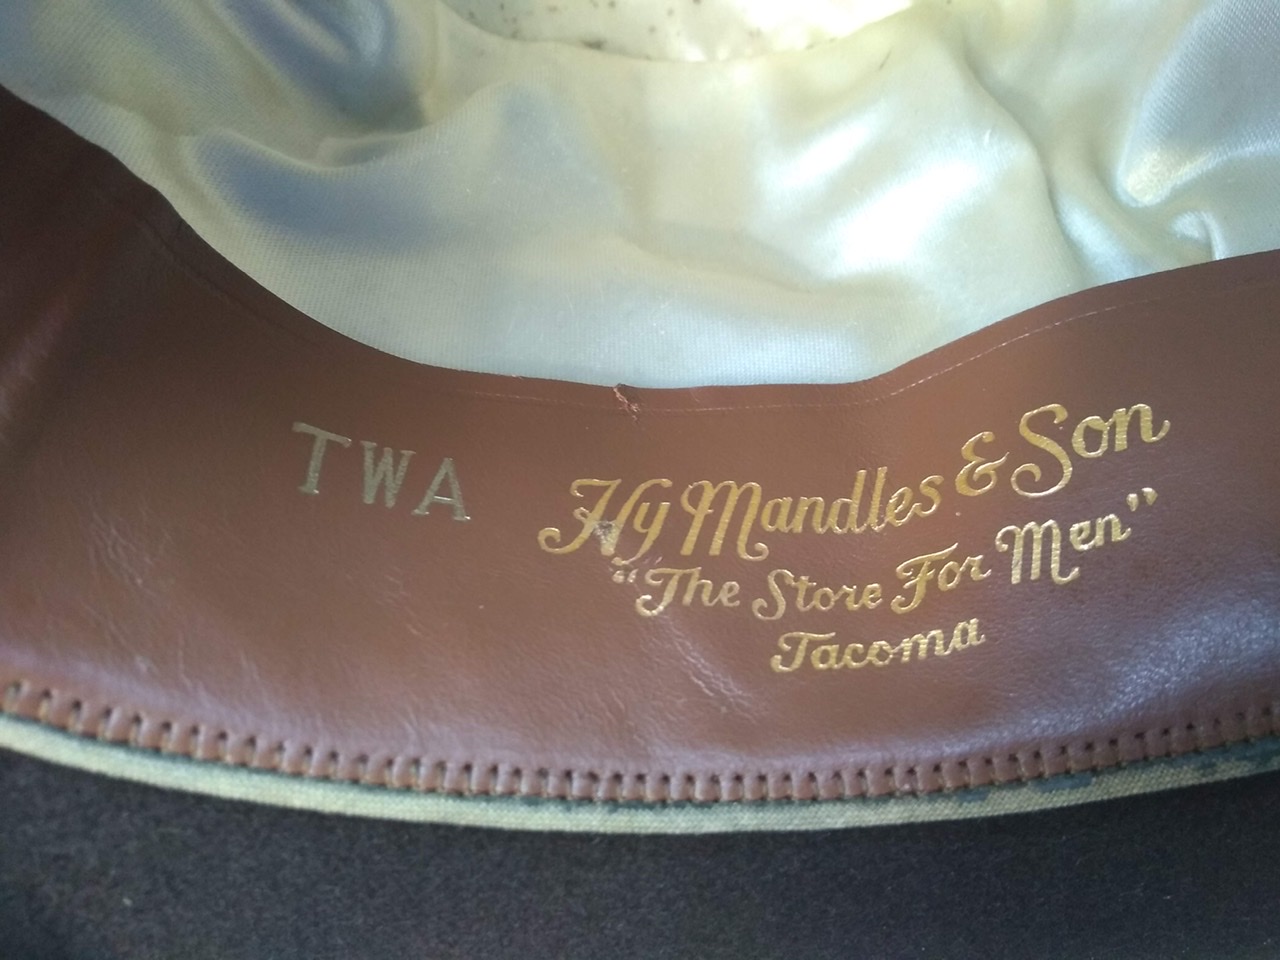 TWA
Hy Mandles & Son
"The Store For Men"
Tacoma